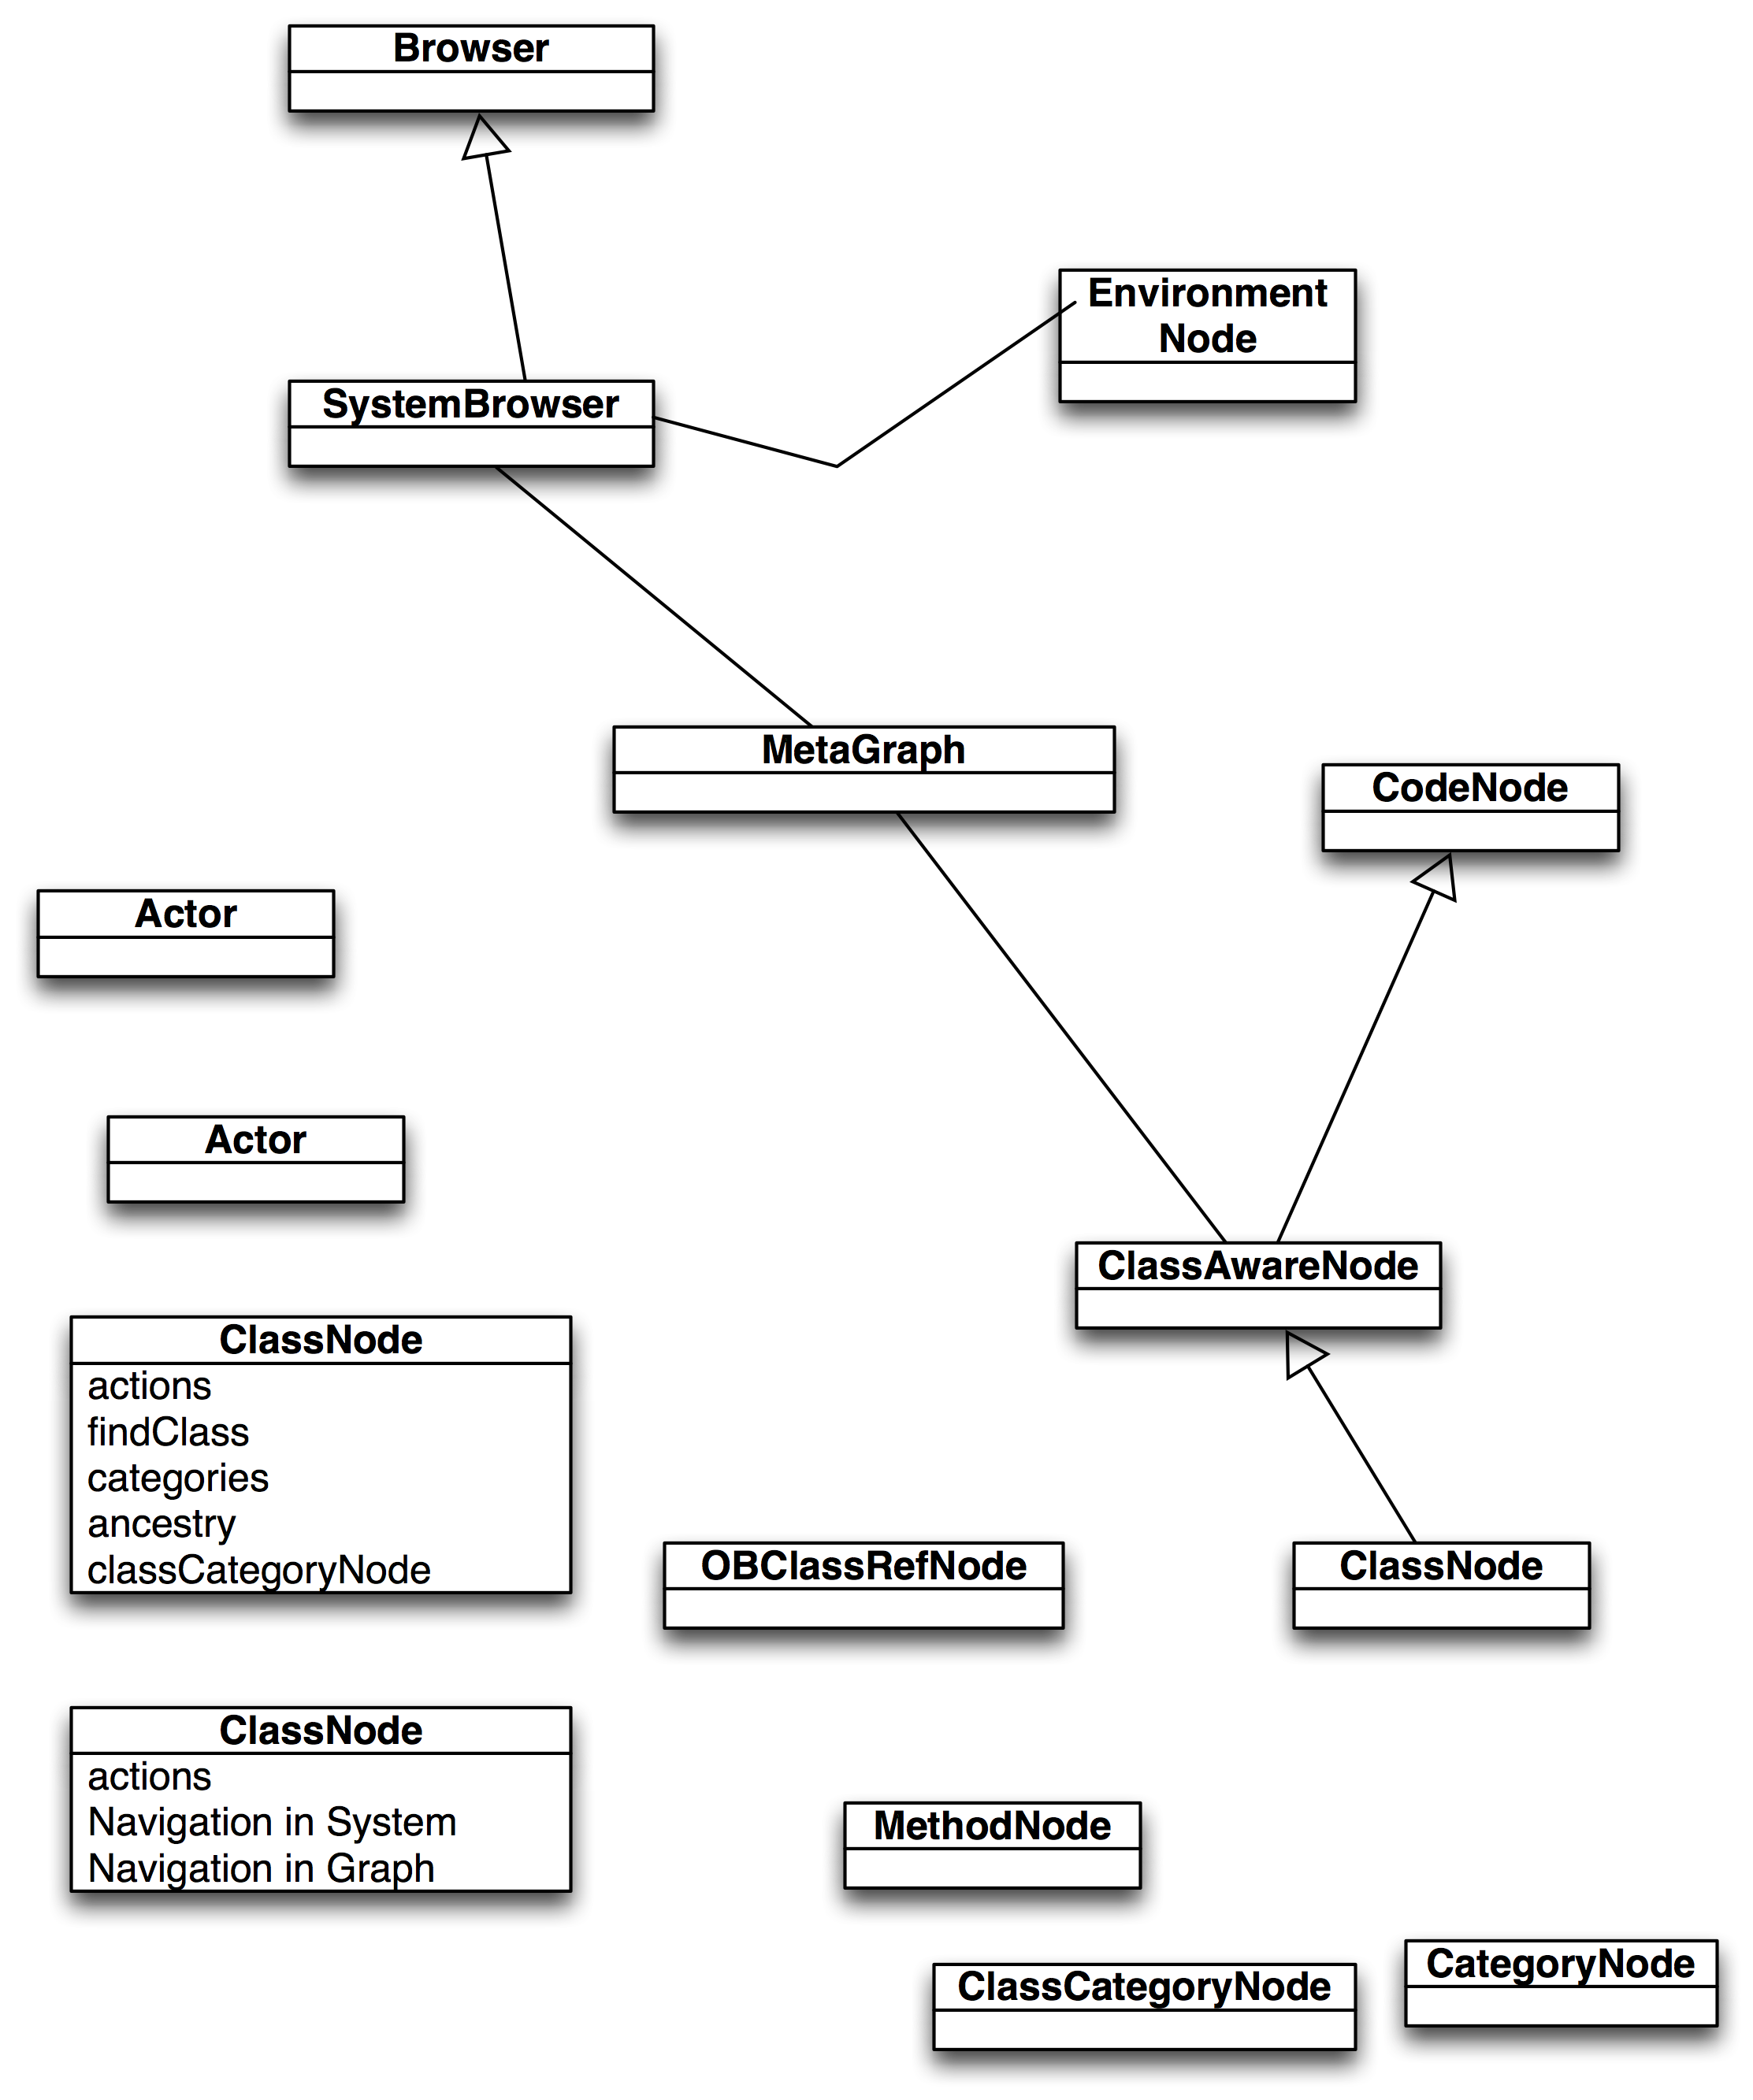 Browser
Environment
Node
SystemBrowser
MetaGraph
CodeNode
Actor
Actor
ClassAwareNode
ClassNode
actions
findClass
categories
ancestry
classCategoryNode
OBClassRefNode
ClassNode
ClassNode
actions
Navigation in System
Navigation in Graph
MethodNode
ClassCategoryNode
CategoryNode